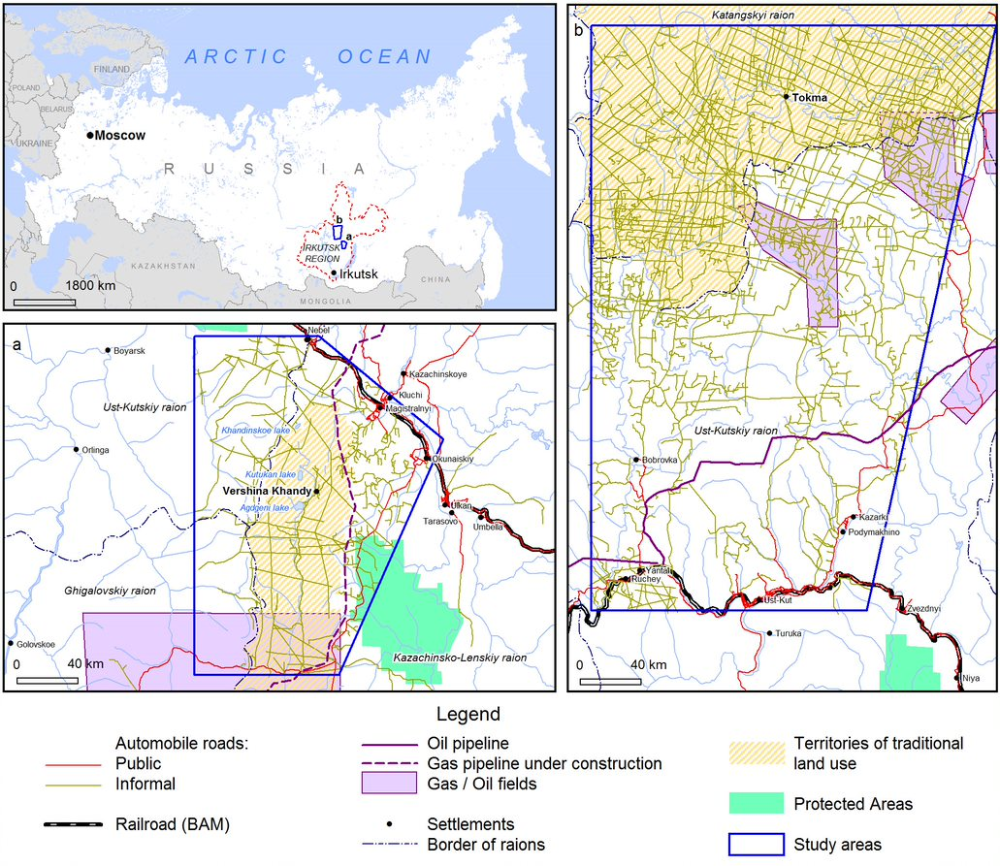 ARCTIC OCEAN
FINLAND
POLAND
BELARUS
UKRAINE
Moscow
R U S S I A
b
a
IRKUTSK
REGION
Irkutsk
KAZAKHSTAN
CHINA
MONGOLIA
0 1800 km
a
Nebel
Boyarsk
Kazachinskoye
Kluchi
Ust-Kutskiy raion
Magistralnyi
Khandinskoe lake
Orlinga
Okunaiskiy
Kutukan lake
Vershina Khandy
Agdgeni lake
Ulkan
Tarasovo
Umbella
Ghigalovskiy raion
Golovskoe
Kazachinsko-Lenskiy raion
0 40 km
b
Katangskyi raion
Tokma
Ust-Kutskiy raion
Bobrovka
Kazarki
Podymakhino
Yantal
Ruchey
Ust-Kut
Zvezdnyi
Turuka
Niya
0 40 km
Legend
Automobile roads:
Public
Informal
Railroad (BAM)
Oil pipeline
Gas pipeline under construction
Gas / Oil fields
Settlements
Border of raions
Territories of traditional
land use
Protected Areas
Study areas